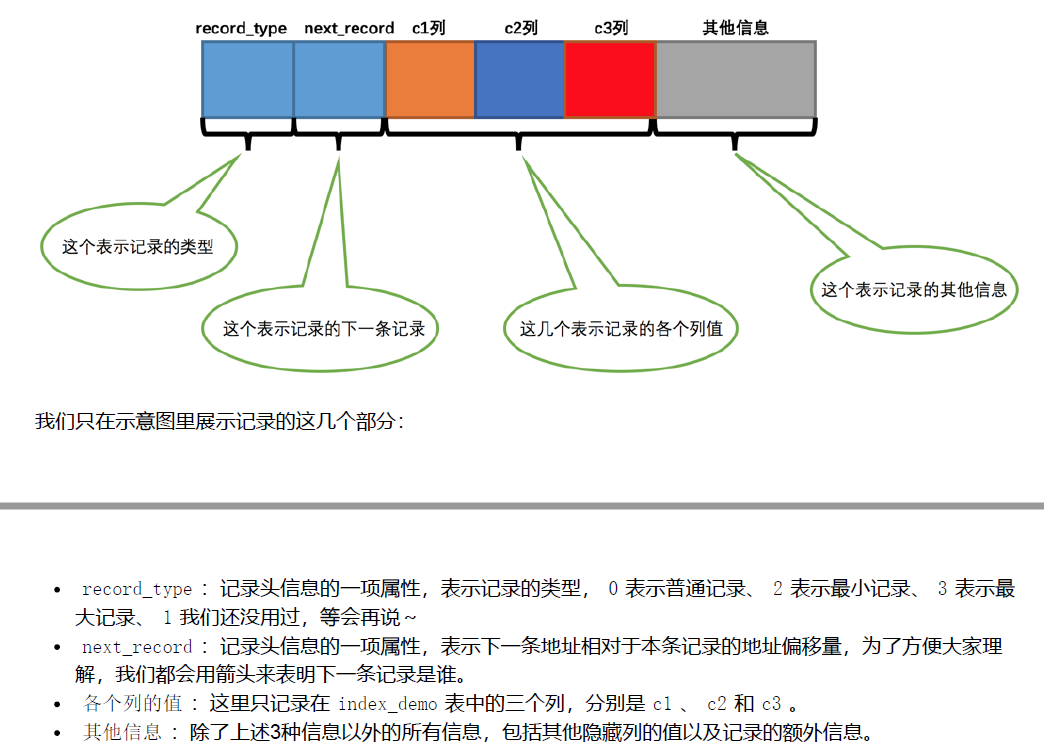 record_type next_record c1列 c2列 c3列 其他信息
这个表示记录的类型
这个表示记录的其他信息
这个表示记录的下一条记录
这几个表示记录的各个列值
我们只在示意图里展示记录的这几个部分：
• record_type ：记录头信息的一项属性，表示记录的类型， 0 表示普通记录、 2 表示最小记录、 3 表示最
大记录、 1 我们还没用过，等会再说～
• next_record ：记录头信息的一项属性，表示下一条地址相对于本条记录的地址偏移量，为了方便大家理
解，我们都会用箭头来表明下一条记录是谁。
• 各个列的值 ：这里只记录在 index_demo 表中的三个列，分别是 c1 、 c2 和 c3 。
• 其他信息 ：除了上述3种信息以外的所有信息，包括其他隐藏列的值以及记录的额外信息。